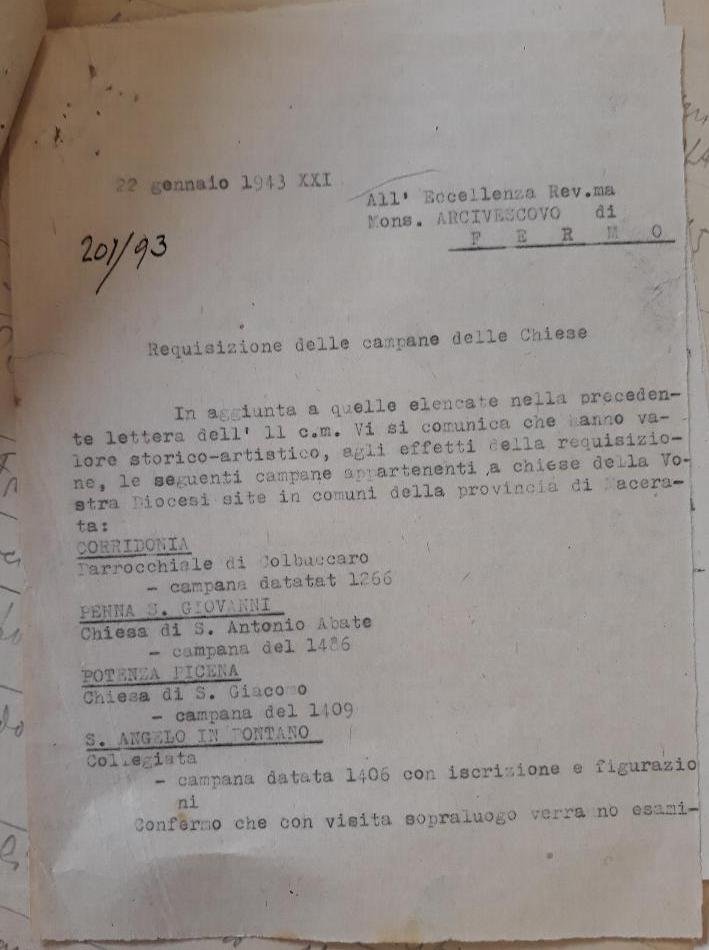 22 gennaio 1943 XXI
All' Eccellenza Rev.ma
Mons. ARCIVESCOVO di
F E R M O
201/93
Requisizione delle campane delle Chiese
In aggiunta a quelle elencate nella preceden-
te lettera dell' 11 c.m. Vi si comunica che hanno va-
lore storico-artistico, agli effetti della requisizio-
ne, le seguenti campane appartenenti a chiese della Vo-
stra Diocesi site in comuni della provincia di Macera-
ta:
CORRIDONIA
Parrocchiale di Colbuccaro
- campana datatat 1266
PENNA S. GIOVANNI
Chiesa di S. Antonio Abate
- campana del 1486
POTENZA PICENA
Chiesa di S. Giacomo
- campana del 1409
S. ANGELO IN PONTANO
Collegiata
- campana datata 1406 con iscrizione e figurazio
ni
Confermo che con visita sopraluogo verranno esami-